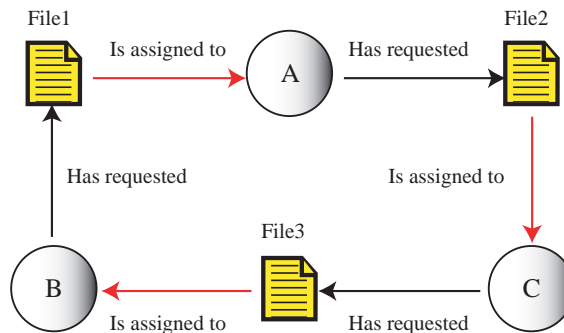 File1
File2
Is assigned to
Has requested
A
Has requested
Is assigned to
File3
B
C
Is assigned to
Has requested